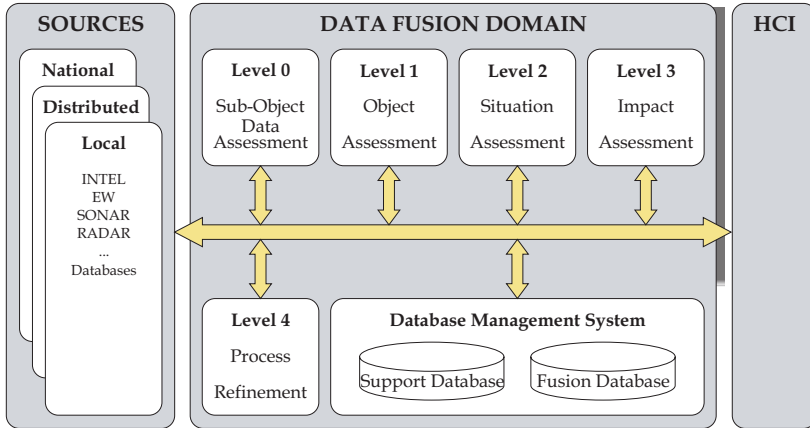 SOURCES
National
Distributed
Local
INTEL
EW
SONAR
RADAR
...
Databases
DATA FUSION DOMAIN
Level 0
Sub-Object
Data
Assessment
Level 1
Object
Assessment
Level 2
Situation
Assessment
Level 3
Impact
Assessment
Level 4
Process
Refinement
Database Management System
Support Database
Fusion Database
HCI